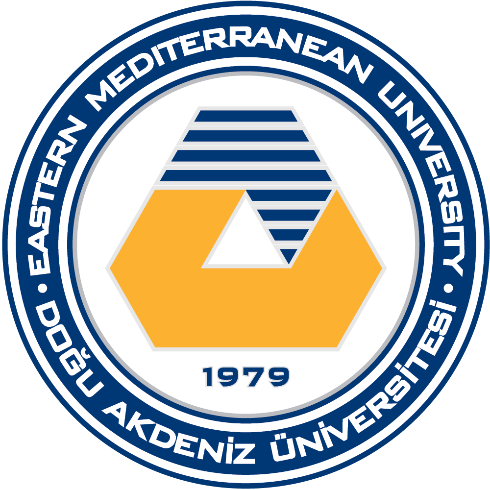 EASTERN MEDITERRANEAN UNIVERSITY
1979
DOĞU AKDENİZ ÜNİVERSİTESİ